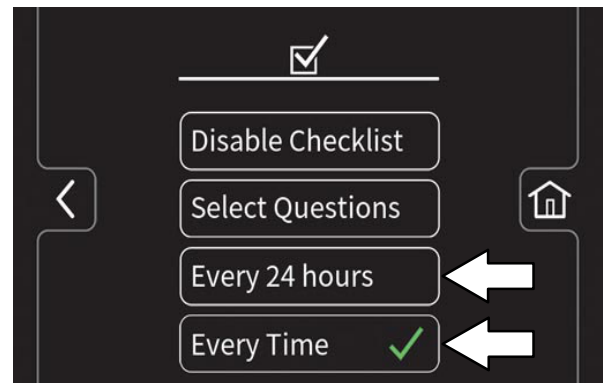 Disable Checklist
Select Questions
Every 24 hours
Every Time